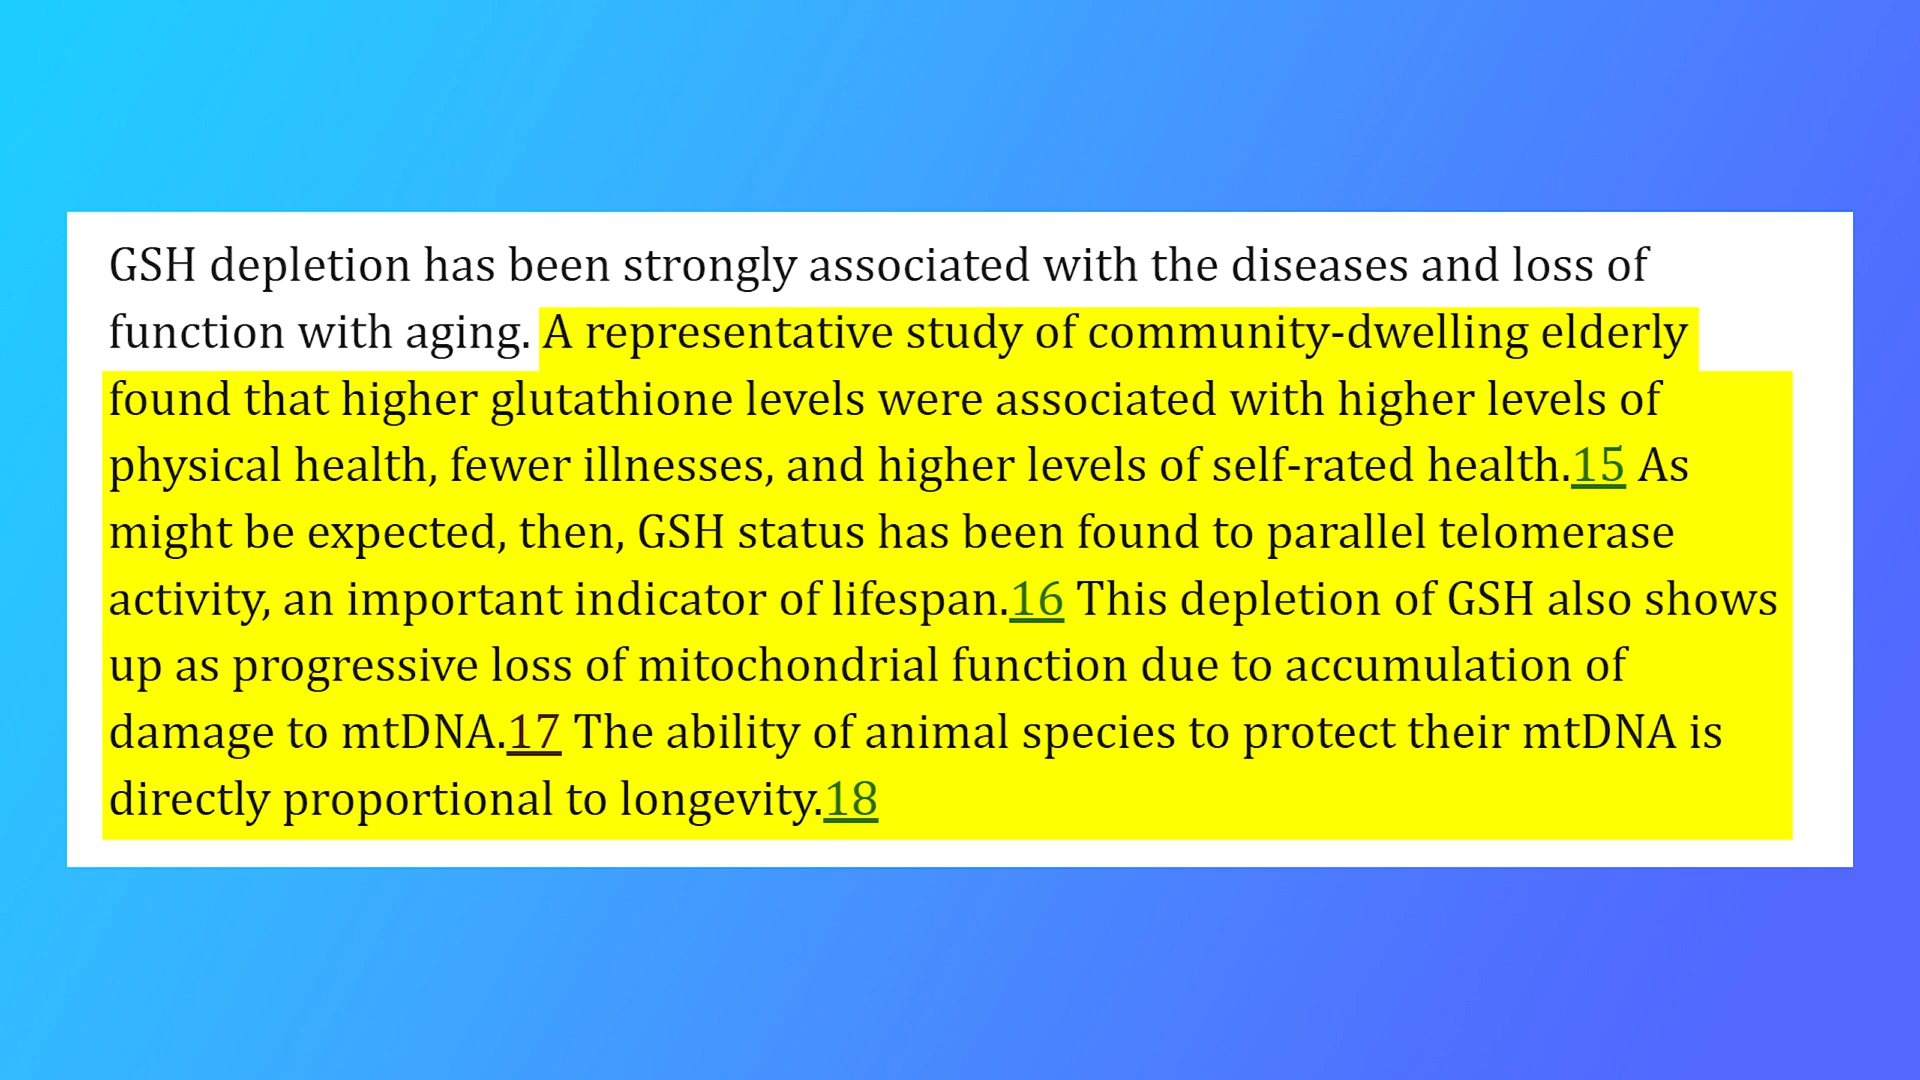 GSH depletion has been strongly associated with the diseases and loss of
function with aging. A representative study of community-dwelling elderly
found that higher glutathione levels were associated with higher levels of
physical health, fewer illnesses, and higher levels of self-rated health.15 As
might be expected, then, GSH status has been found to parallel telomerase
activity, an important indicator of lifespan.16 This depletion of GSH also shows
up as progressive loss of mitochondrial function due to accumulation of
damage to mtDNA.17 The ability of animal species to protect their mtDNA is
directly proportional to longevity.18